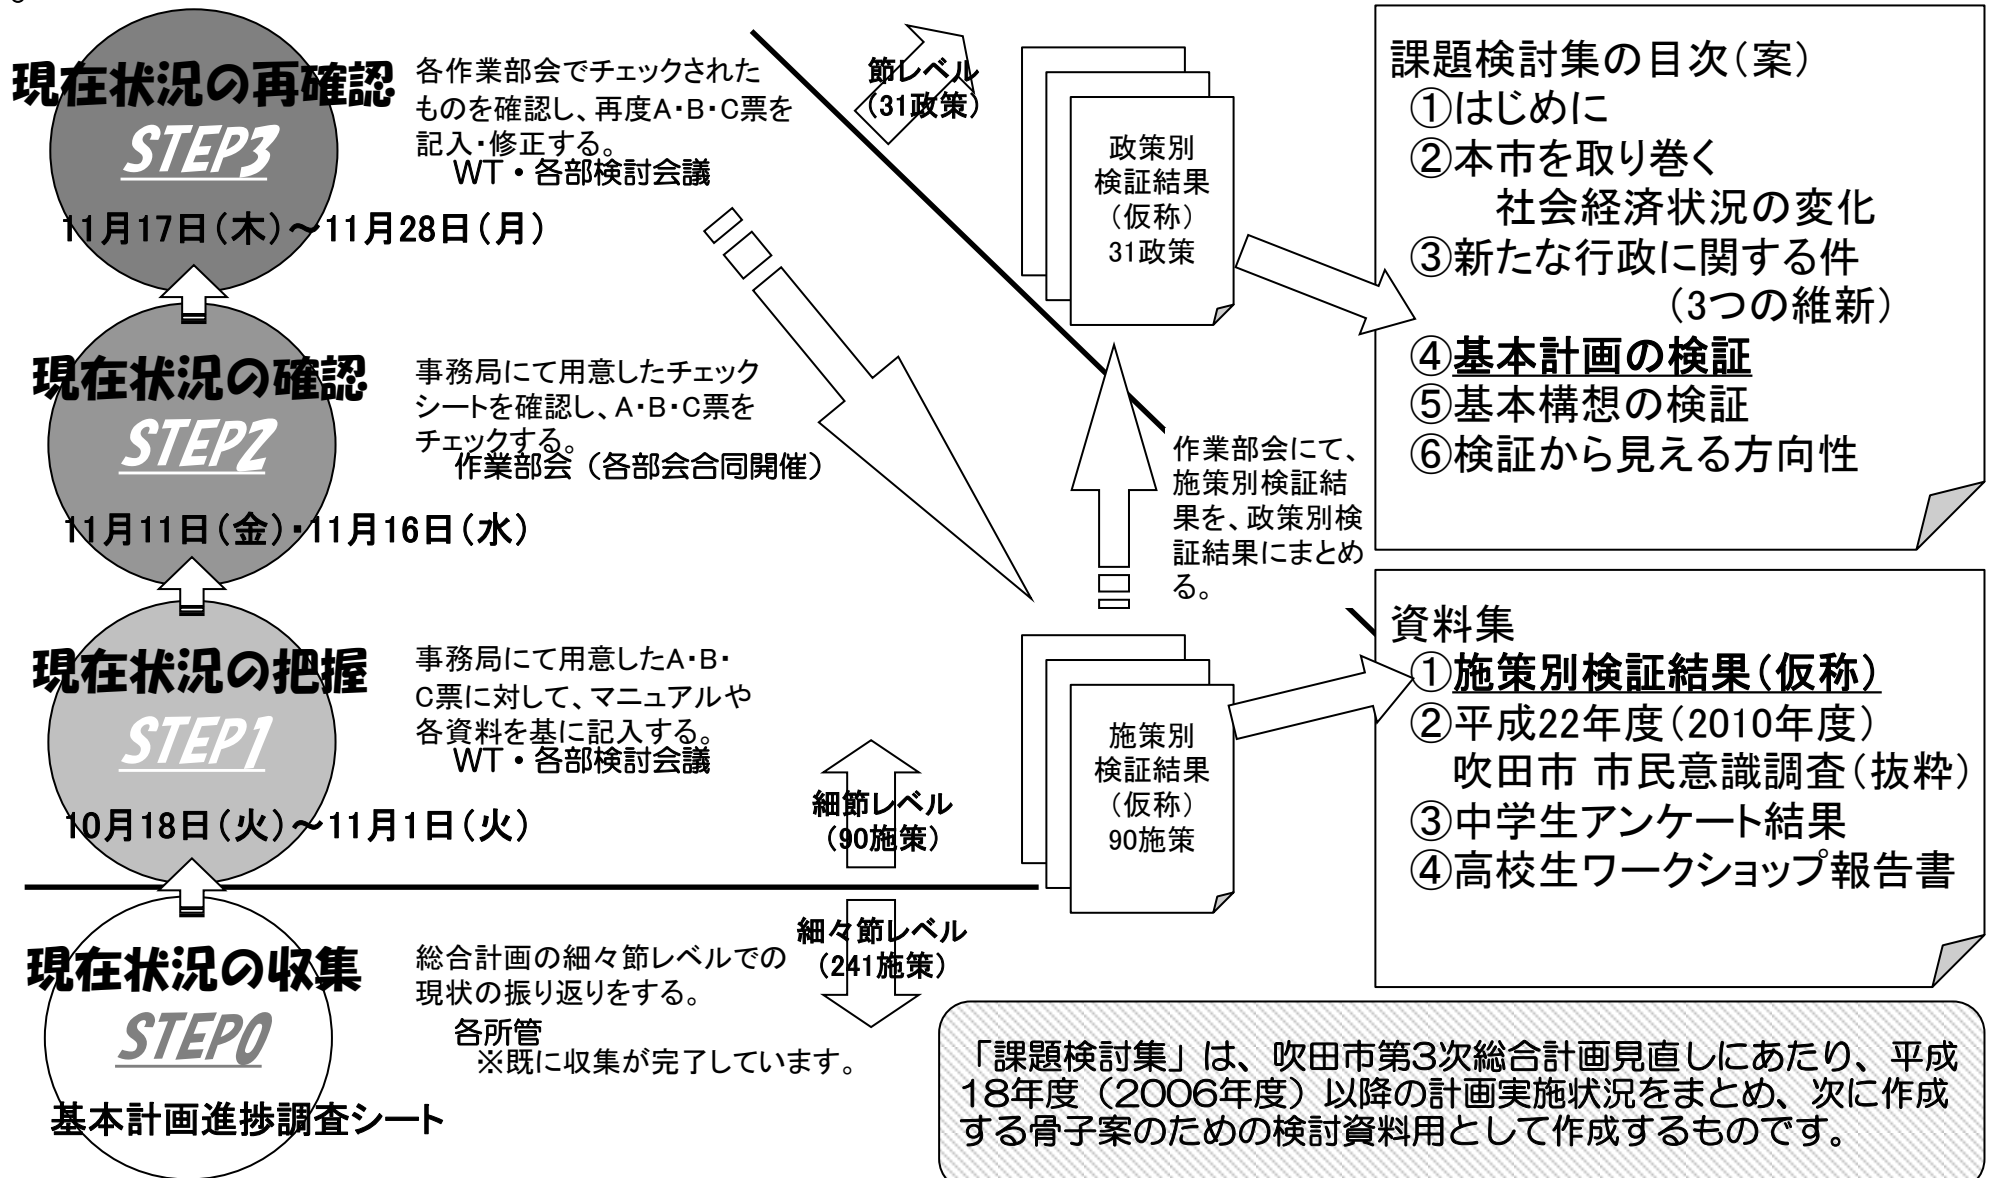 現在状況の再確認
STEP3
11月17日(木)～11月28日(月)
各作業部会でチェックされた
ものを確認し、再度A・B・C票を
記入・修正する。
WT・各部検討会議
現在状況の確認
STEP2
11月11日(金)・11月16日(水)
事務局にて用意したチェック
シートを確認し、A・B・C票を
チェックする。
作業部会（各部会合同開催）
現在状況の把握
STEP1
10月18日(火)～11月1日(火)
事務局にて用意したA・B・
C票に対して、マニュアルや
各資料を基に記入する。
WT・各部検討会議
現在状況の収集
STEP0
基本計画進捗調査シート
総合計画の細々節レベルでの
現状の振り返りをする。
各所管
※既に収集が完了しています。
節レベル
(31政策)
政策別
検証結果
(仮称)
31政策
作業部会にて、
施策別検証結
果を、政策別検
証結果にまとめ
る。
細節レベル
(90施策)
細々節レベル
(241施策)
施策別
検証結果
(仮称)
90施策
課題検討集の目次(案)
①はじめに
②本市を取り巻く
社会経済状況の変化
③新たな行政に関する件
(3つの維新)
④基本計画の検証
⑤基本構想の検証
⑥検証から見える方向性
資料集
①施策別検証結果(仮称)
②平成22年度(2010年度)
吹田市 市民意識調査(抜粋)
③中学生アンケート結果
④高校生ワークショップ報告書
「課題検討集」は、吹田市第3次総合計画見直しにあたり、平成
18年度（2006年度）以降の計画実施状況をまとめ、次に作成
する骨子案のための検討資料用として作成するものです。